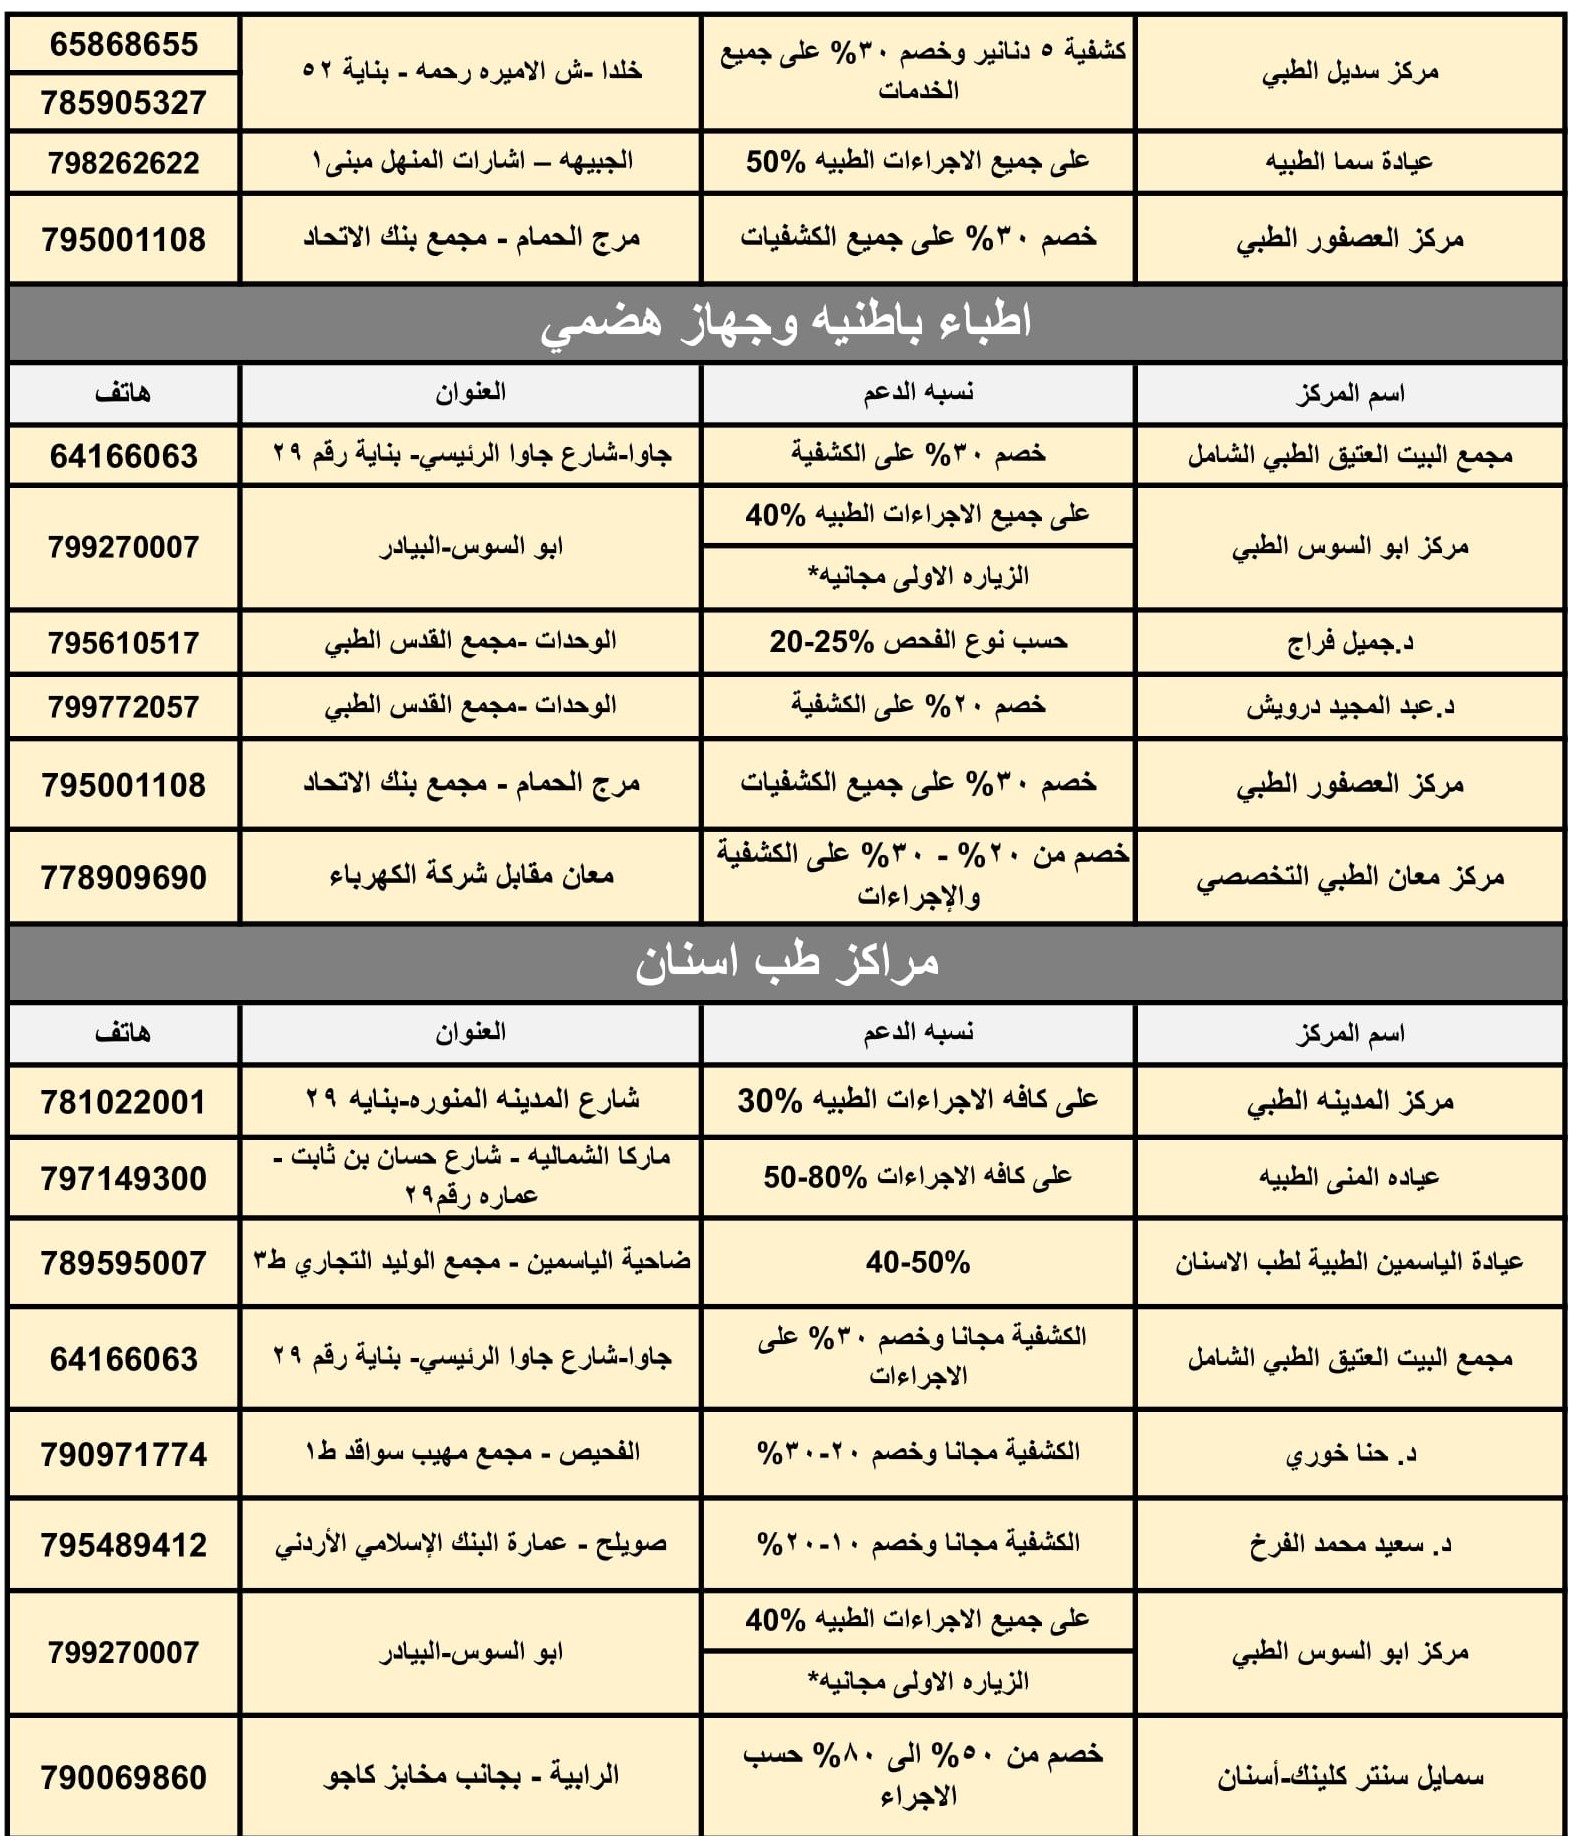 مركز سديل الطبي
كشفية ٥ دنانير وخصم ٣٠% على جميع
الخدمات
خلدا -ش الاميره رحمه - بناية ٥٢
65868655
785905327
عيادة سما الطبيه
على جميع الاجراءات الطبيه 50%
الجبيهه – اشارات المنهل مبنى١
798262622
مركز العصفور الطبي
خصم ٣٠% على جميع الكشفيات
مرج الحمام - مجمع بنك الاتحاد
795001108
اطباء باطنيه وجهاز هضمي
اسم المركز
نسبه الدعم
العنوان
هاتف
مجمع البيت العتيق الطبي الشامل
خصم ٣٠% على الكشفية
جاوا-شارع جاوا الرئيسي- بناية رقم ٢٩
64166063
مركز ابو السوس الطبي
على جميع الاجراءات الطبيه 40%
الزياره الاولى مجانيه*
ابو السوس-البيادر
799270007
د.جميل فراج
حسب نوع الفحص 20-25%
الوحدات -مجمع القدس الطبي
795610517
د.عبد المجيد درويش
خصم ٢٠% على الكشفية
الوحدات -مجمع القدس الطبي
799772057
مركز العصفور الطبي
خصم ٣٠% على جميع الكشفيات
مرج الحمام - مجمع بنك الاتحاد
795001108
مركز معان الطبي التخصصي
خصم من ٢٠% - ٣٠% على الكشفية
والإجراءات
معان مقابل شركة الكهرباء
778909690
مراكز طب اسنان
اسم المركز
نسبه الدعم
العنوان
هاتف
مركز المدينه الطبي
على كافه الاجراءات الطبيه 30%
شارع المدينه المنوره-بنايه ٢٩
781022001
عياده المنى الطبيه
على كافه الاجراءات 50-80%
ماركا الشماليه - شارع حسان بن ثابت -
عماره رقم٢٩
797149300
عيادة الياسمين الطبية لطب الاسنان
40-50%
ضاحية الياسمين - مجمع الوليد التجاري ط٣
789595007
مجمع البيت العتيق الطبي الشامل
الكشفية مجانا وخصم ٣٠% على
الاجراءات
جاوا-شارع جاوا الرئيسي- بناية رقم ٢٩
64166063
د. حنا خوري
الكشفية مجانا وخصم ٢٠-٣٠%
الفحيص - مجمع مهيب سواقد ط١
790971774
د. سعيد محمد الفرخ
الكشفية مجانا وخصم ١٠-٢٠%
صويلح - عمارة البنك الإسلامي الأردني
795489412
مركز ابو السوس الطبي
على جميع الاجراءات الطبيه 40%
الزياره الاولى مجانيه*
ابو السوس-البيادر
799270007
سمايل سنتر كلينك-أسنان
خصم من ٥٠% الى ٨٠% حسب
الاجراء
الرابية - بجانب مخابز كاجو
790069860